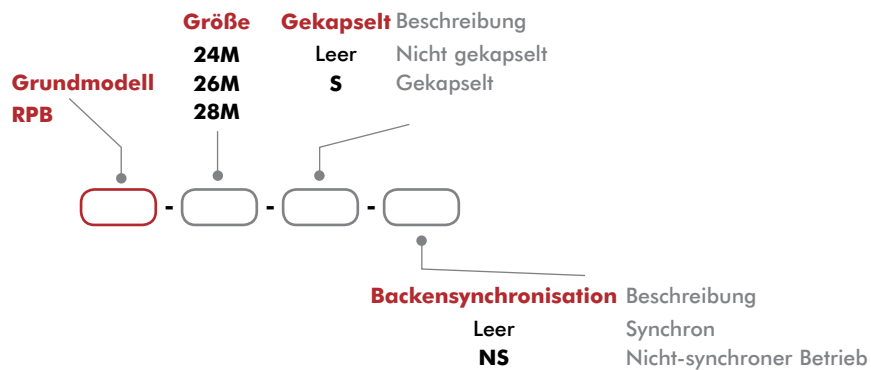 Größe Gekapselt Beschreibung
24M Leer Nicht gekapselt
Grundmodell 26M S Gekapselt
RPB 28M
- - -
Backensynchronisation Beschreibung
Leer Synchron
NS Nicht-synchroner Betrieb